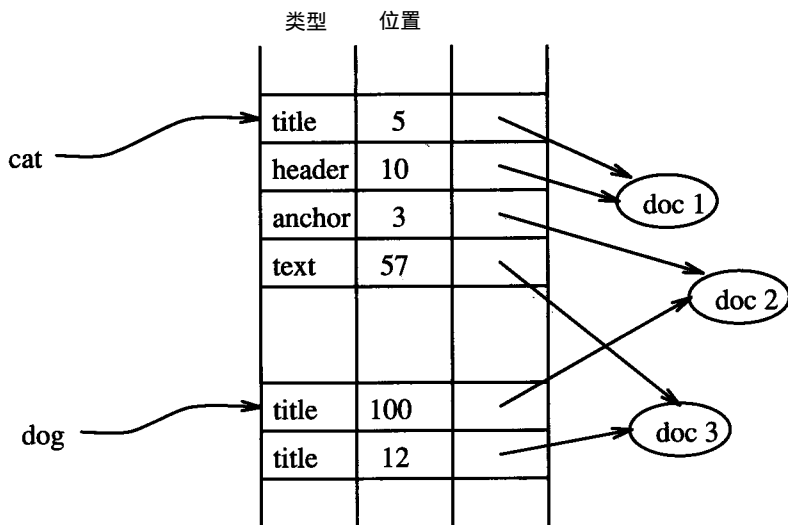 类型 位置
title 5
cat
header 10
doc 1
anchor 3
text 57
doc 2
title 100
dog
doc 3
title 12